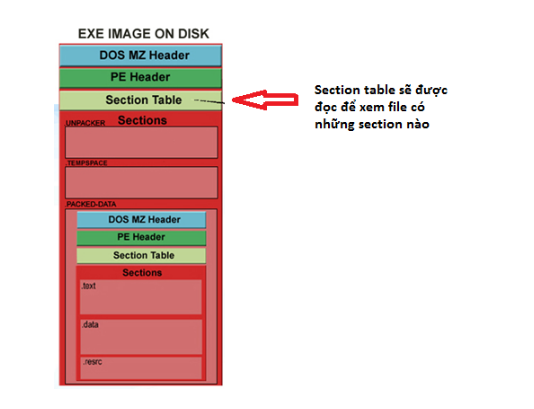 EXE IMAGE ON DISK
DOS MZ Header
PE Header
Section Table
Section table sẽ được
đọc để xem file có
những section nào
Sections
UNPACKER
.TEMPSPACE
.PACKED-DATA
DOS MZ Header
PE Header
Section Table
Sections
.text
.data
.resrc